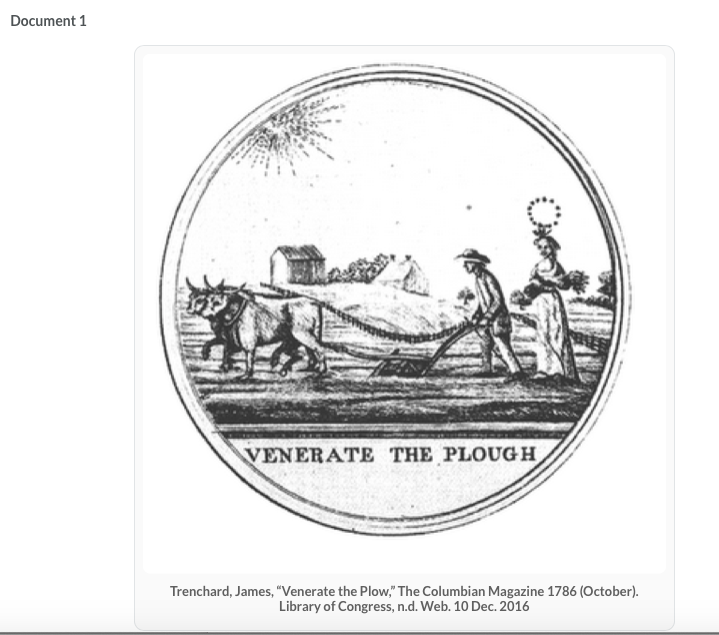 Document 1
VENERATE THE PLOUGH
Trenchard, James, “Venerate the Plow,” The Columbian Magazine 1786 (October).
Library of Congress, n.d. Web. 10 Dec. 2016